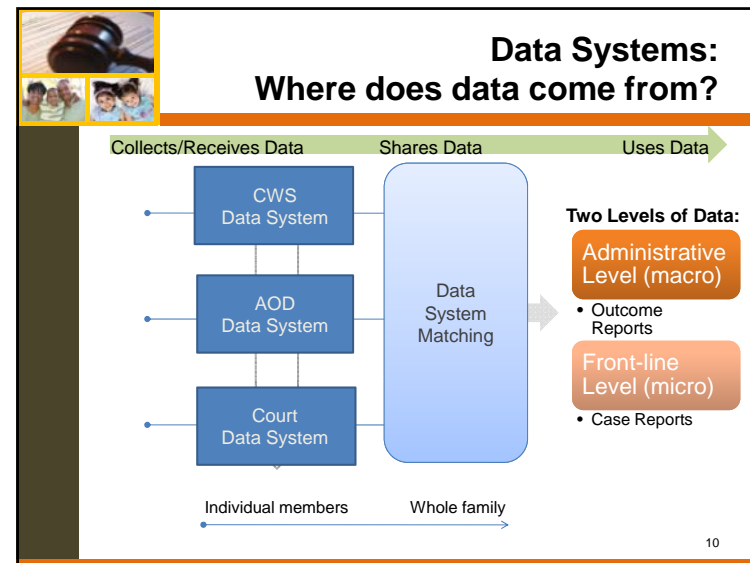 Data Systems:
Where does data come from?
Collects/Receives Data Shares Data Uses Data
CWS
Data System
AOD
Data System
Court
Data System
Data
System
Matching
Two Levels of Data:
Administrative
Level (macro)
• Outcome
Reports
Front-line
Level (micro)
• Case Reports
Individual members Whole family
10